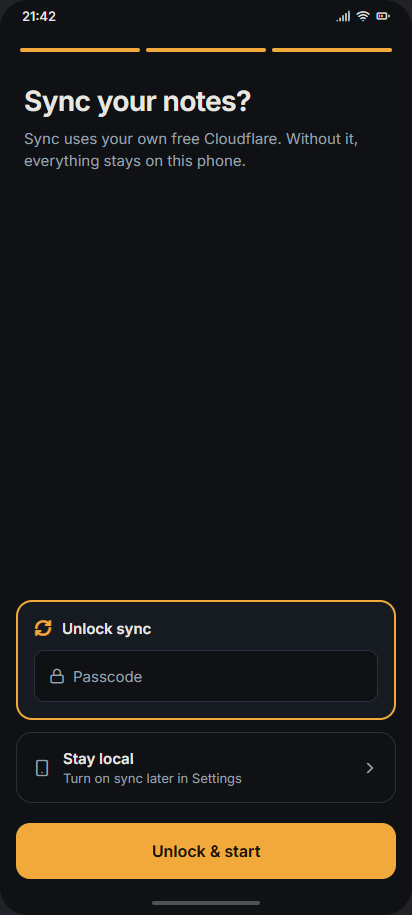 21:42
Sync your notes?
Sync uses your own free Cloudflare. Without it,
everything stays on this phone.
Unlock sync
Passcode
Stay local
Turn on sync later in Settings
Unlock & start